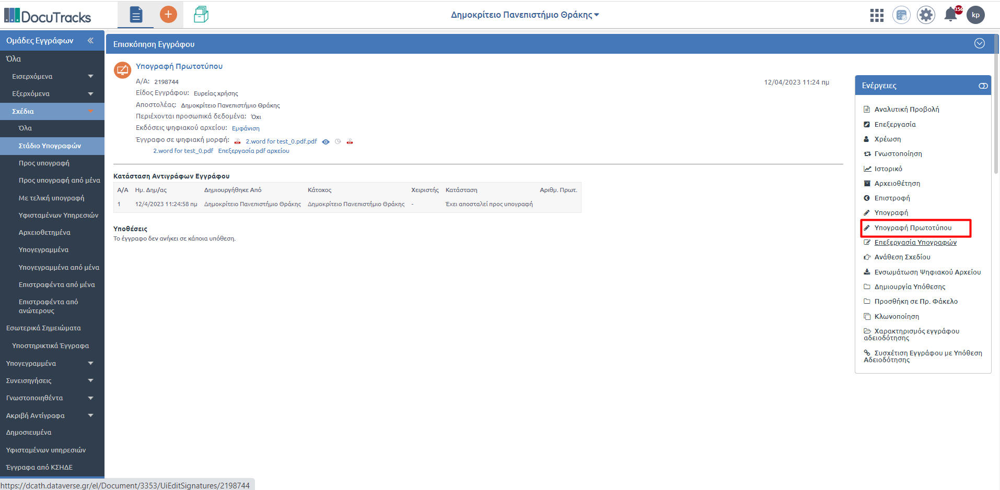 DocuTracks
Δημοκρίτειο Πανεπιστήμιο Θράκης
356
kp
Ομάδες Εγγράφων
Όλα
Εισερχόμενα
Εξερχόμενα
Σχέδια
Όλα
Στάδιο Υπογραφών
Προς υπογραφή
Προς υπογραφή από μένα
Με τελική υπογραφή
Υφισταμένων Υπηρεσιών
Αρχειοθετημένα
Υπογεγραμμένα
Υπογεγραμμένα από μένα
Επιστραφέντα από μένα
Επιστραφέντα από
ανώτερους
Εσωτερικά Σημειώματα
Υποστηρικτικά Έγγραφα
Υπογεγραμμένα
Συνεισηγήσεις
Γνωστοποιηθέντα
Ακριβή Αντίγραφα
Δημοσιευμένα
Υφισταμένων υπηρεσιών
Έγγραφα από ΚΣΗΔΕ
Επισκόπηση Εγγράφου
Υπογραφή Πρωτοτύπου
Α/Α: 2198744
12/04/2023 11:24 πμ
Είδος Εγγράφου: Ευρείας χρήσης
Αποστολέας: Δημοκρίτειο Πανεπιστήμιο Θράκης
Περιέχονται προσωπικά δεδομένα: Όχι
Εκδόσεις ψηφιακού αρχείου: Εμφάνιση
Έγγραφο σε ψηφιακή μορφή: 2.word for test_0.pdf.pdf
2.word for test_0.pdf Επεξεργασία pdf αρχείου
Κατάσταση Αντιγράφων Εγγράφου
Α/Α Ημ. Δημ/ας Δημιουργήθηκε Από Κάτοχος Χειριστής Κατάσταση Αριθμ. Πρωτ.
1 12/4/2023 11:24:58 πμ Δημοκρίτειο Πανεπιστήμιο Θράκης Δημοκρίτειο Πανεπιστήμιο Θράκης - Έχει αποσταλεί προς υπογραφή
Υποθέσεις
Το έγγραφο δεν ανήκει σε κάποια υπόθεση.
Ενέργειες
Αναλυτική Προβολή
Επεξεργασία
Χρέωση
Γνωστοποίηση
Ιστορικό
Αρχειοθέτηση
Επιστροφή
Υπογραφή
Υπογραφή Πρωτοτύπου
Επεξεργασία Υπογραφών
Ανάθεση Σχεδίου
Ενσωμάτωση Ψηφιακού Αρχείου
Δημιουργία Υπόθεσης
Προσθήκη σε Πρ. Φάκελο
Κλωνοποίηση
Χαρακτηρισμός εγγράφου
αδειοδότησης
Συσχέτιση Εγγράφου με Υπόθεση
Αδειοδότησης
https://dcath.dataverse.gr/el/Document/3353/UiEditSignatures/2198744